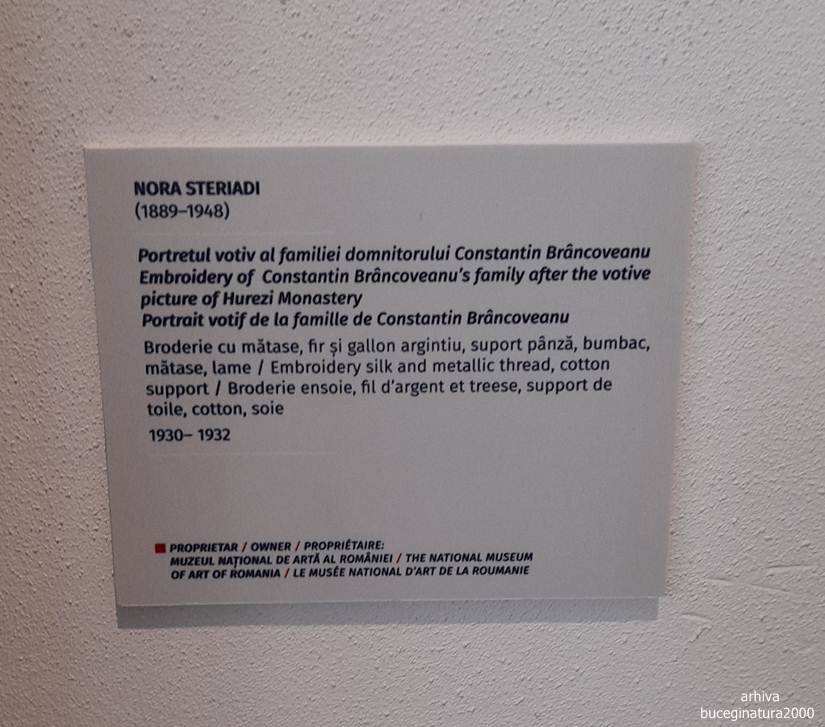 NORA STERIADI
(1889–1948)
Portretul votiv al familiei domnitorului Constantin Brâncoveanu
Embroidery of Constantin Brâncoveanu's family after the votive
picture of Hurezi Monastery
Portrait votif de la famille de Constantin Brâncoveanu
Broderie cu mătase, fir și gallon argintiu, suport pânză, bumbac,
mătase, lame / Embroidery silk and metallic thread, cotton
support / Broderie ensoie, fil d'argent et treese, support de
toile, cotton, soie
1930– 1932
PROPRIETAR / OWNER / PROPRIÉTAIRE:
MUZEUL NAȚIONAL DE ARTĂ AL ROMÂNIEI / THE NATIONAL MUSEUM
OF ART OF ROMANIA / LE MUSÉE NATIONAL D'ART DE LA ROUMANIE
arhiva
buceginatura2000